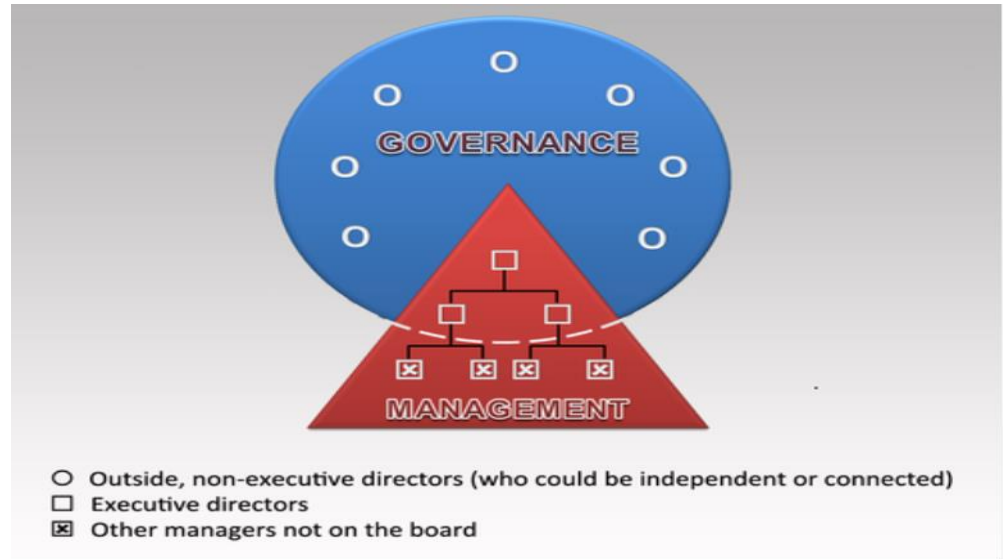 GOVERNANCE
MANAGEMENT
Outside, non-executive directors (who could be independent or connected)
Executive directors
Other managers not on the board